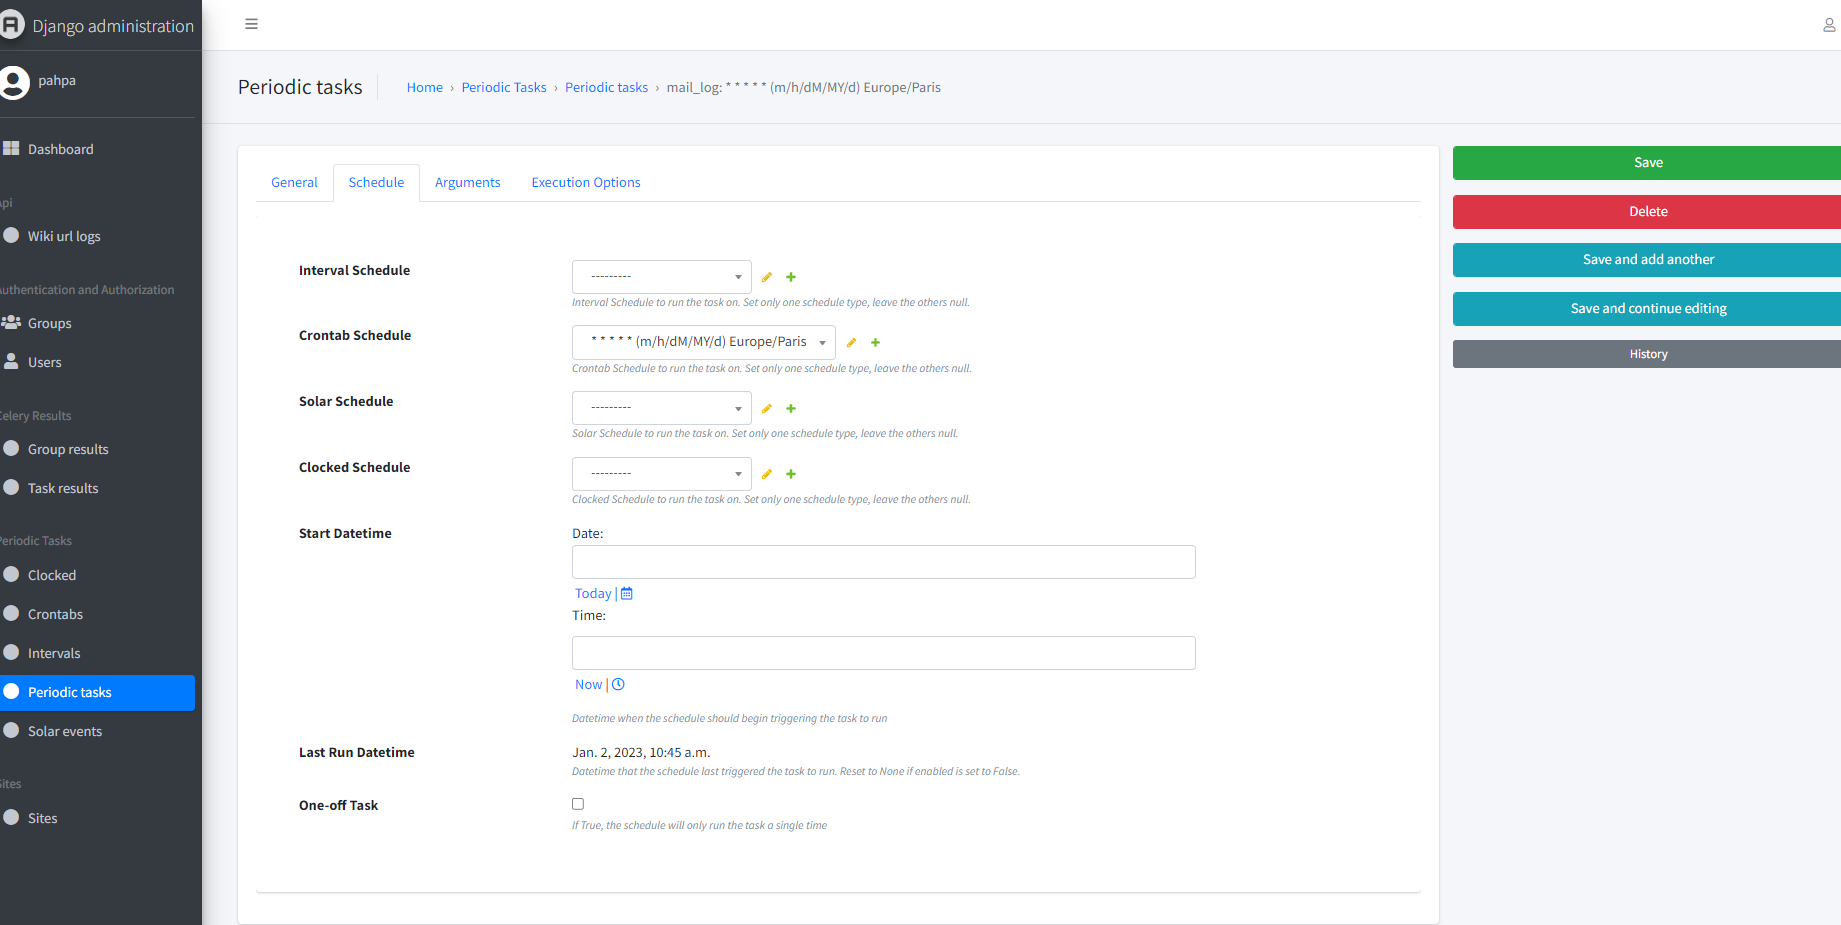 Django administration
pahpa
Dashboard
Api
Wiki url logs
Authentication and Authorization
Groups
Users
Celery Results
Group results
Task results
Periodic Tasks
Clocked
Crontabs
Intervals
Periodic tasks
Solar events
Sites
Sites
Periodic tasks
Home › Periodic Tasks › Periodic tasks › mail_log: * * * * * (m/h/dM/MY/d) Europe/Paris
General Schedule Arguments Execution Options
Interval Schedule
---------
Interval Schedule to run the task on. Set only one schedule type, leave the others null.
Crontab Schedule
* * * * * (m/h/dM/MY/d) Europe/Paris
Crontab Schedule to run the task on. Set only one schedule type, leave the others null.
Solar Schedule
---------
Solar Schedule to run the task on. Set only one schedule type, leave the others null.
Clocked Schedule
---------
Clocked Schedule to run the task on. Set only one schedule type, leave the others null.
Start Datetime
Date:
Today |
Time:
Now |
Datetime when the schedule should begin triggering the task to run
Last Run Datetime
Jan. 2, 2023, 10:45 a.m.
Datetime that the schedule last triggered the task to run. Reset to None if enabled is set to False.
One-off Task
If True, the schedule will only run the task a single time
Save
Delete
Save and add another
Save and continue editing
History